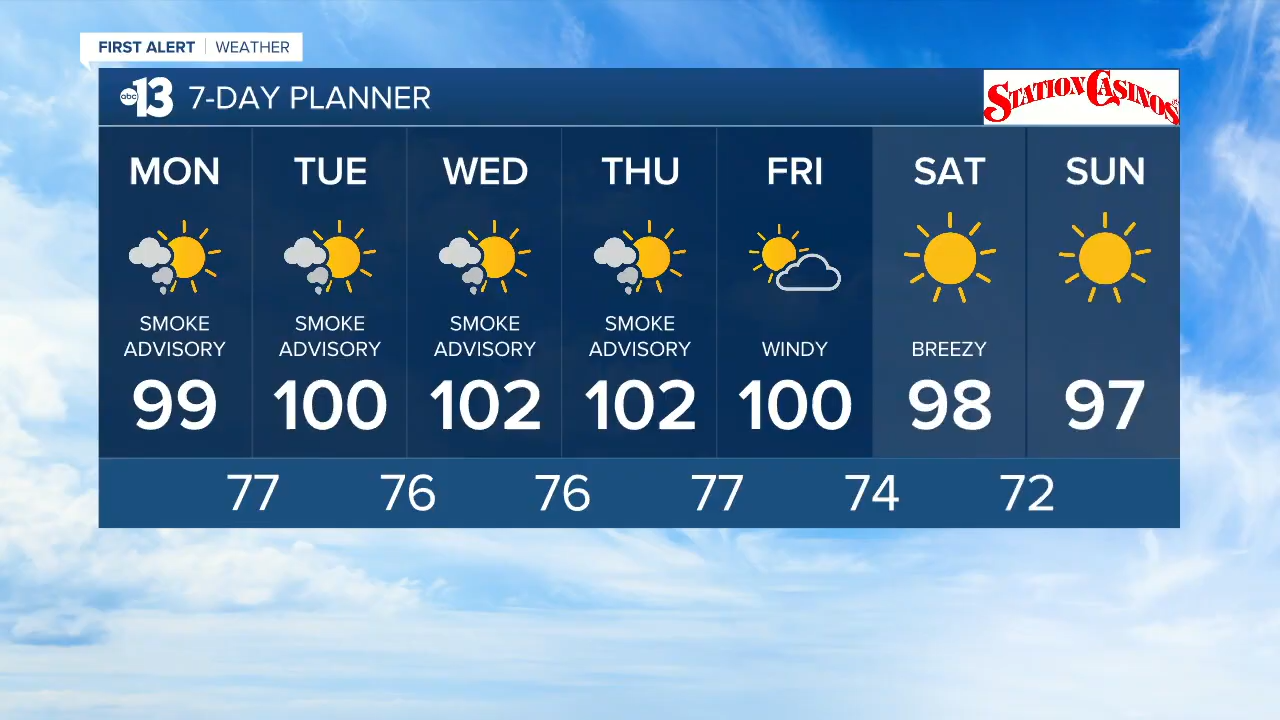 FIRST ALERT | WEATHER
abc 13 7-DAY PLANNER
STATION CASINOS
MON TUE WED THU FRI SAT SUN
SMOKE SMOKE SMOKE SMOKE
ADVISORY ADVISORY ADVISORY ADVISORY WINDY BREEZY
99 100 102 102 100 98 97
77 76 76 77 74 72